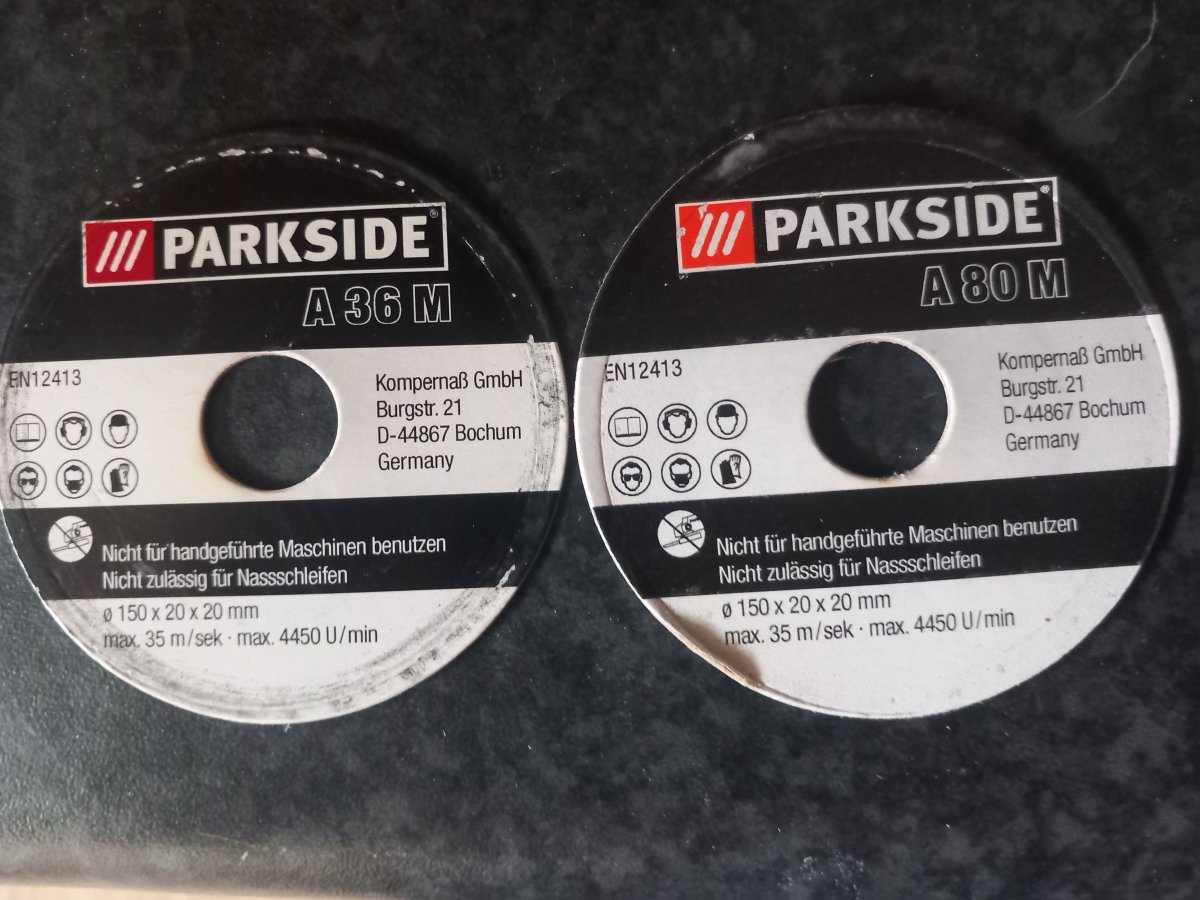 PARKSIDE®
A 36 M
EN12413
Kompernaß GmbH
Burgstr. 21
D-44867 Bochum
Germany
Nicht für handgeführte Maschinen benutzen
Nicht zulässig für Nassschleifen
ø 150 x 20 x 20 mm
max. 35 m/sek · max. 4450 U/min
PARKSIDE®
A 80 M
EN12413
Kompernaß GmbH
Burgstr. 21
D-44867 Bochum
Germany
Nicht für handgeführte Maschinen benutzen
Nicht zulässig für Nassschleifen
ø 150 x 20 x 20 mm
max. 35 m/sek · max. 4450 U/min